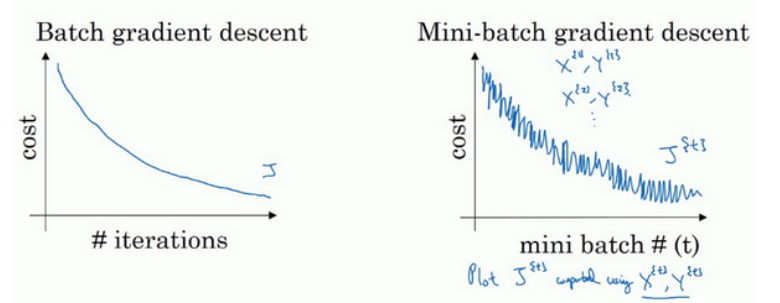 Batch gradient descent
cost
J
# iterations
Mini-batch gradient descent
X^{1}, Y^{1}
X^{2}, Y^{2}
⋮
cost
J^{t}
mini batch # (t)
Plot J^{t} computed using X^{t}, Y^{t}